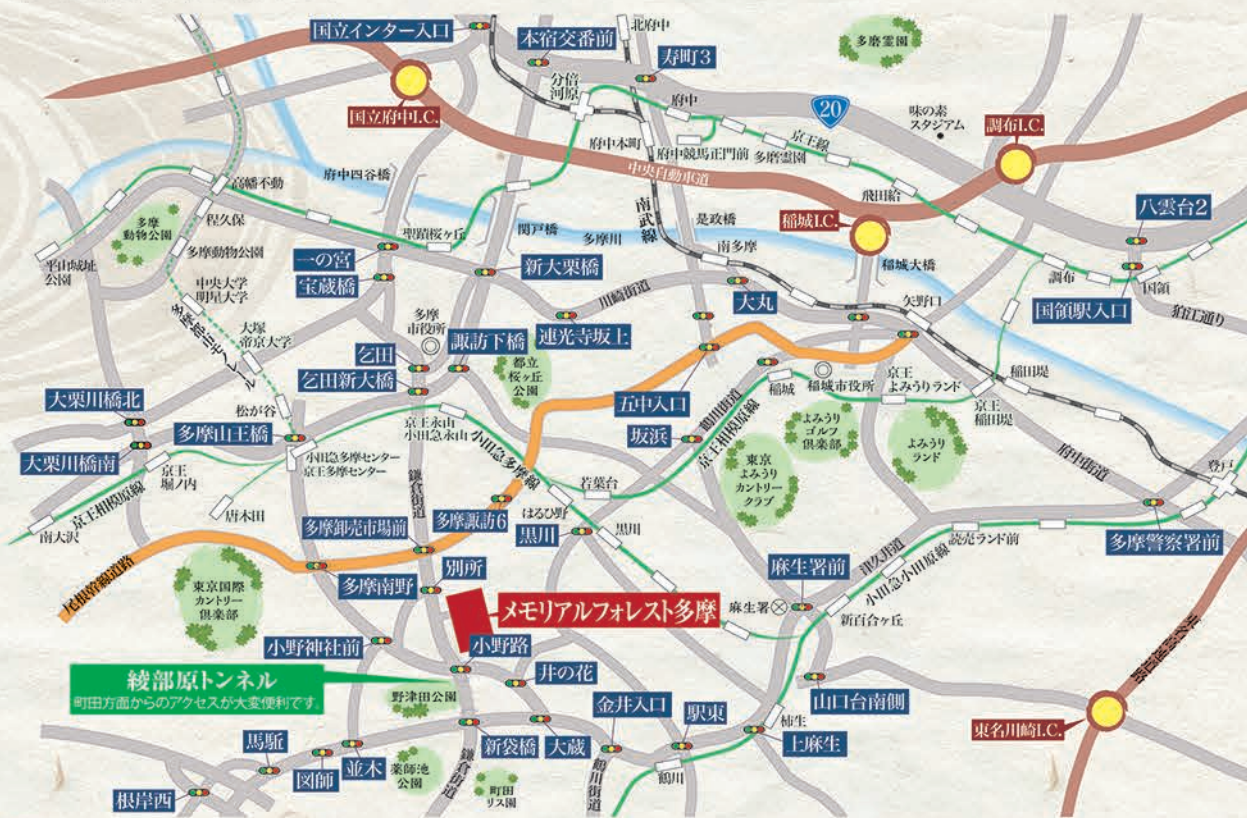 国立インター入口
本宿交番前
北府中
寿町3
多磨霊園
国立府中I.C.
分倍
河原
府中
20
味の素
スタジアム
調布I.C.
府中本町
府中競馬正門前
多磨霊園
京王線
中央自動車道
高幡不動
府中四谷橋
飛田給
八雲台2
多摩
動物公園
程久保
聖蹟桜ヶ丘
関戸橋
多摩川
南武線
是政橋
稲城I.C.
平山城址
公園
多摩動物公園
一の宮
新大栗橋
南多摩
稲城大橋
調布
国領
中央大学
明星大学
宝蔵橋
川崎街道
大丸
矢野口
国領駅入口
狛江通り
多摩都市モノレール
大塚
帝京大学
多摩
市役所
諏訪下橋
連光寺坂上
乞田
乞田新大橋
都立
桜ヶ丘
公園
五中入口
稲城
稲城市役所
京王
よみうりランド
稲田堤
京王
稲田堤
大栗川橋北
松が谷
多摩山王橋
京王永山
小田急永山
坂浜
鶴川街道
京王相模原線
よみうり
ゴルフ
倶楽部
よみうり
ランド
大栗川橋南
京王
堀ノ内
小田急多摩センター
京王多摩センター
小田急多摩線
東京
よみうり
カントリー
クラブ
府中街道
登戸
京王相模原線
南大沢
唐木田
鎌倉街道
若葉台
多摩卸売市場前
多摩諏訪6
はるひ野
黒川
黒川
津久井道
読売ランド前
多摩警察署前
尾根幹線道路
東京国際
カントリー
倶楽部
多摩南野
別所
麻生署前
小田急小田原線
メモリアルフォレスト多摩
麻生署
新百合ヶ丘
小野神社前
小野路
綾部原トンネル
町田方面からのアクセスが大変便利です。
井の花
野津田公園
金井入口
駅東
山口台南側
東名高速道路
東名川崎I.C.
馬駈
図師
並木
薬師池
公園
新袋橋
大蔵
柿生
上麻生
根岸西
鎌倉街道
町田
リス園
鶴川街道
鶴川